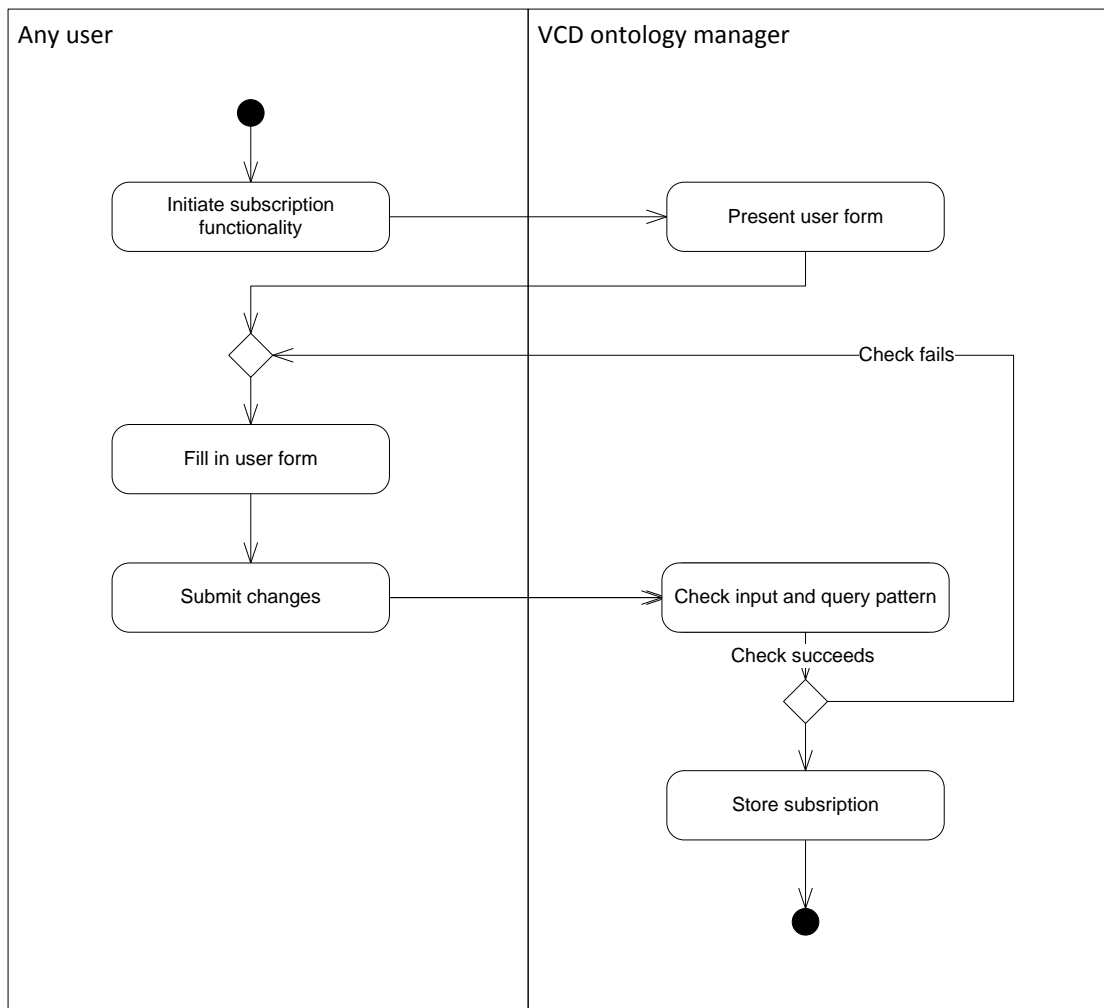 Any user
VCD ontology manager
Initiate subscription
functionality
Present user form
Check fails
Fill in user form
Submit changes
Check input and query pattern
Check succeeds
Store subsription